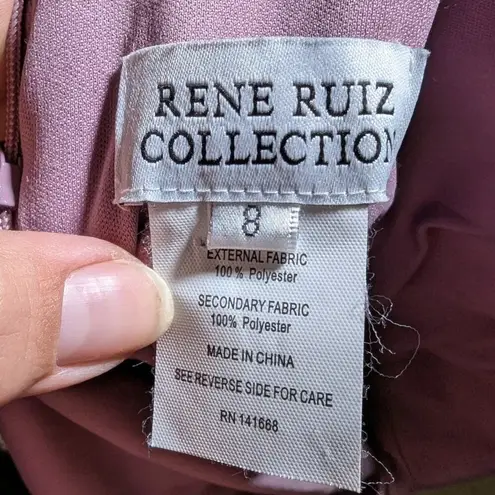 RENE RUIZ
COLLECTION
8
EXTERNAL FABRIC
100% Polyester
SECONDARY FABRIC
100% Polyester
MADE IN CHINA
SEE REVERSE SIDE FOR CARE
RN 141668